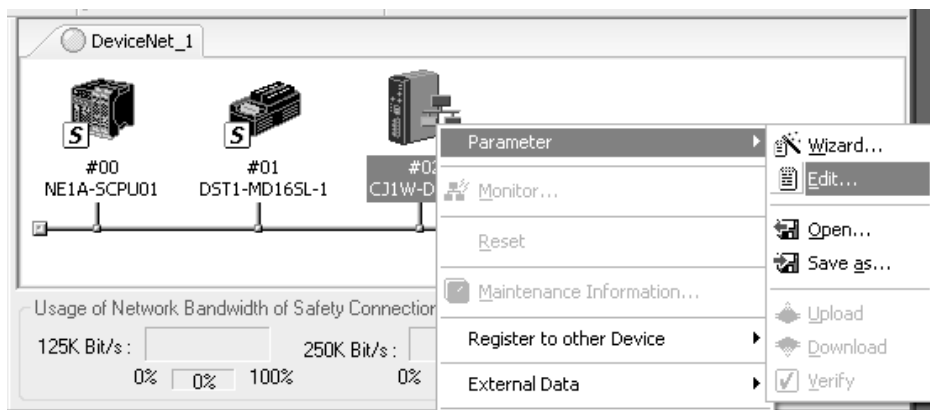 DeviceNet_1
S
S
#00
#01
#02
NE1A-SCPU01
DST1-MD16SL-1
CJ1W-D
Parameter
Monitor...
Reset
Maintenance Information...
Register to other Device
External Data
Wizard...
Edit...
Open...
Save as...
Upload
Download
Verify
Usage of Network Bandwidth of Safety Connection
125K Bit/s :
250K Bit/s :
0%
0%
100%
0%